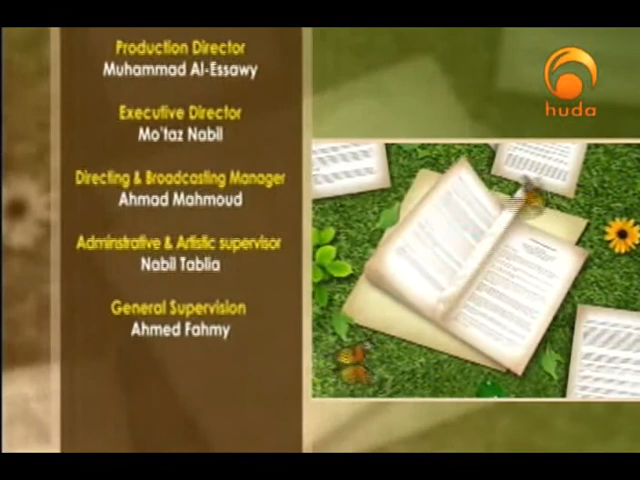 Production Director
Muhammad Al-Essawy
Executive Director
Mo'taz Nabil
Directing & Broadcasting Manager
Ahmad Mahmoud
Adminstrative & Artistic supervisor
Nabil Tablia
General Supervision
Ahmed Fahmy
huda